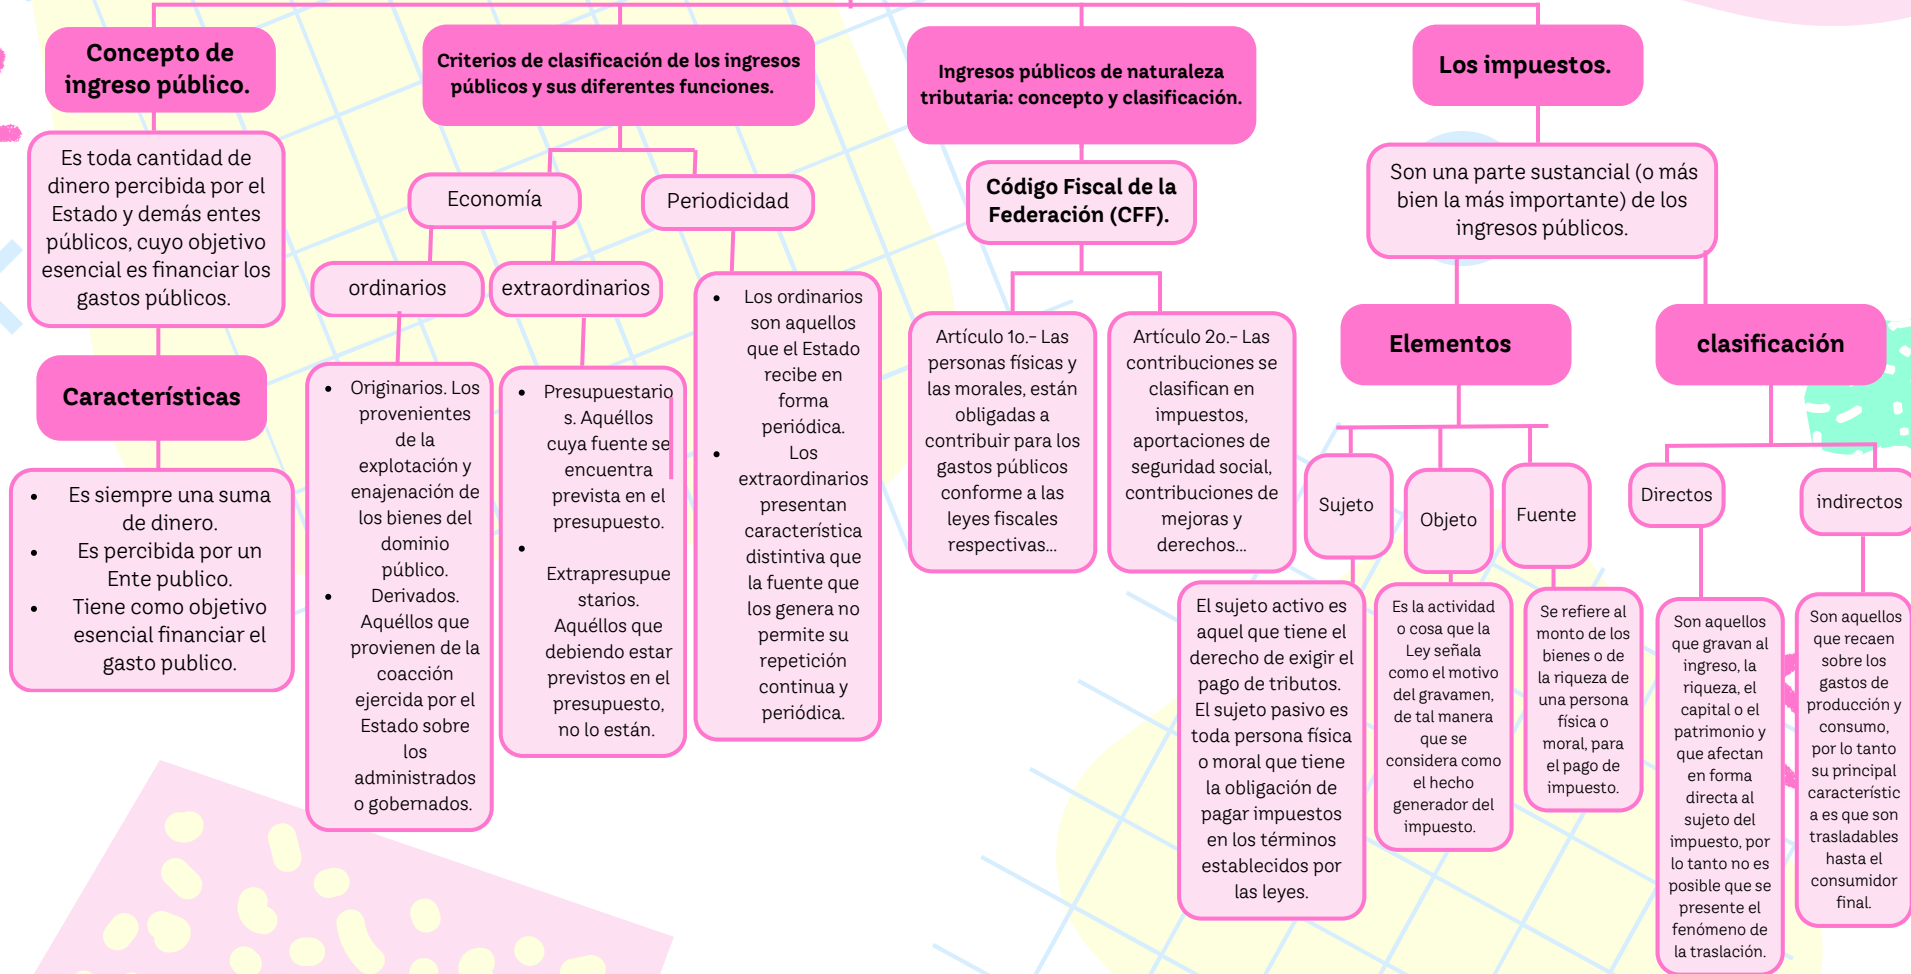 Concepto de
ingreso público.
Es toda cantidad de
dinero percibida por el
Estado y demás entes
públicos, cuyo objetivo
esencial es financiar los
gastos públicos.
Características
• Es siempre una suma
de dinero.
• Es percibida por un
Ente publico.
• Tiene como objetivo
esencial financiar el
gasto publico.
Criterios de clasificación de los ingresos
públicos y sus diferentes funciones.
Economía
ordinarios
• Originarios. Los
provenientes
de la
explotación y
enajenación de
los bienes del
dominio
público.
• Derivados.
Aquéllos que
provienen de la
coacción
ejercida por el
Estado sobre
los
administrados
o gobernados.
extraordinarios
• Presupuestario
s. Aquéllos
cuya fuente se
encuentra
prevista en el
presupuesto.
•
Extrapresupue
starios.
Aquéllos que
debiendo estar
previstos en el
presupuesto,
no lo están.
Periodicidad
• Los ordinarios
son aquellos
que el Estado
recibe en
forma
periódica.
• Los
extraordinarios
presentan
característica
distintiva que
la fuente que
los genera no
permite su
repetición
continua y
periódica.
Ingresos públicos de naturaleza
tributaria: concepto y clasificación.
Código Fiscal de la
Federación (CFF).
Artículo 1o.- Las
personas físicas y
las morales, están
obligadas a
contribuir para los
gastos públicos
conforme a las
leyes fiscales
respectivas...
Artículo 2o.- Las
contribuciones se
clasifican en
impuestos,
aportaciones de
seguridad social,
contribuciones de
mejoras y
derechos...
Los impuestos.
Son una parte sustancial (o más
bien la más importante) de los
ingresos públicos.
Elementos
Sujeto
El sujeto activo es
aquel que tiene el
derecho de exigir el
pago de tributos.
El sujeto pasivo es
toda persona física
o moral que tiene
la obligación de
pagar impuestos
en los términos
establecidos por
las leyes.
Objeto
Es la actividad
o cosa que la
Ley señala
como el motivo
del gravamen,
de tal manera
que se
considera como
el hecho
generador del
impuesto.
Fuente
Se refiere al
monto de los
bienes o de
la riqueza de
una persona
física o
moral, para
el pago de
impuesto.
clasificación
Directos
Son aquellos
que gravan al
ingreso, la
riqueza, el
capital o el
patrimonio y
que afectan
en forma
directa al
sujeto del
impuesto, por
lo tanto no es
posible que se
presente el
fenómeno de
la traslación.
indirectos
Son aquellos
que recaen
sobre los
gastos de
producción y
consumo,
por lo tanto
su principal
característic
a es que son
trasladables
hasta el
consumidor
final.